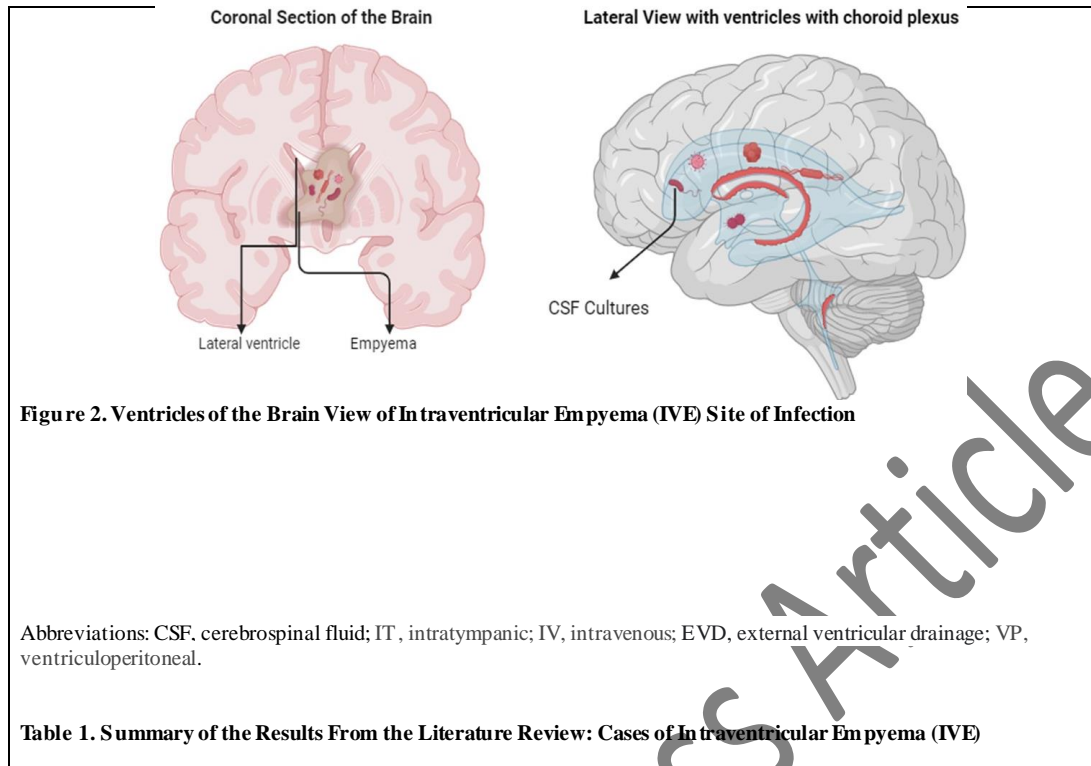 Coronal Section of the Brain
Lateral View with ventricles with choroid plexus
Lateral ventricle
Empyema
CSF Cultures
Figure 2. Ventricles of the Brain View of Intraventricular Empyema (IVE) Site of Infection
Abbreviations: CSF, cerebrospinal fluid; IT, intratympanic; IV, intravenous; EVD, external ventricular drainage; VP,
ventriculoperitoneal.
Table 1. Summary of the Results From the Literature Review: Cases of Intraventricular Empyema (IVE)
Article